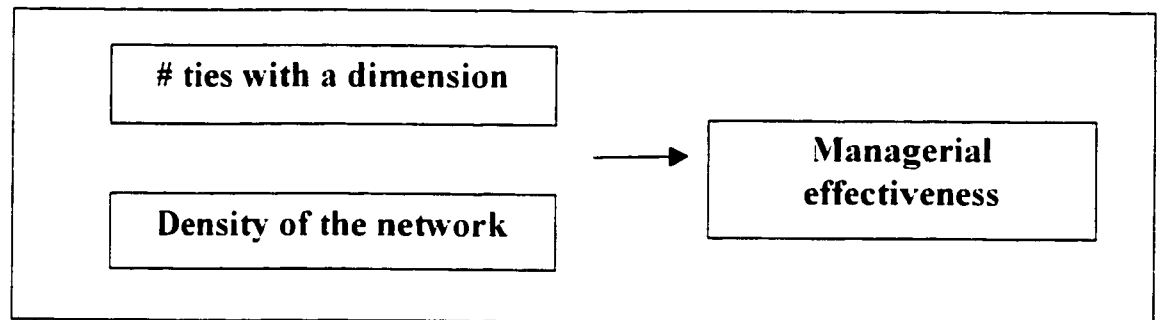 # ties with a dimension
Density of the network
Managerial
effectiveness